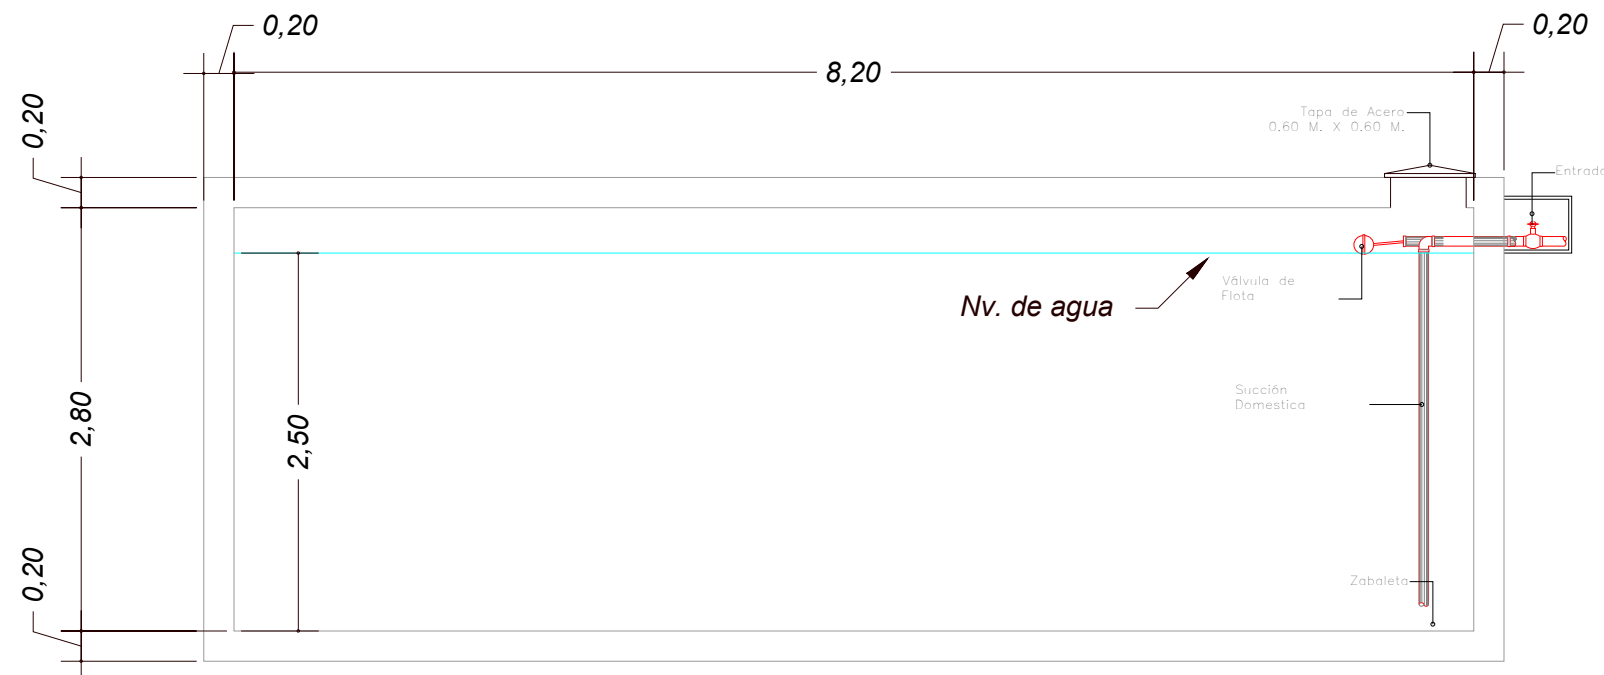 0,20
0,20
8,20
0,20
Tapa de Acero
0.60 M. X 0.60 M.
Entrada
Válvula de
Flota
Nv. de agua
2,80
2,50
Succión
Domestica
0,20
Zabaleta